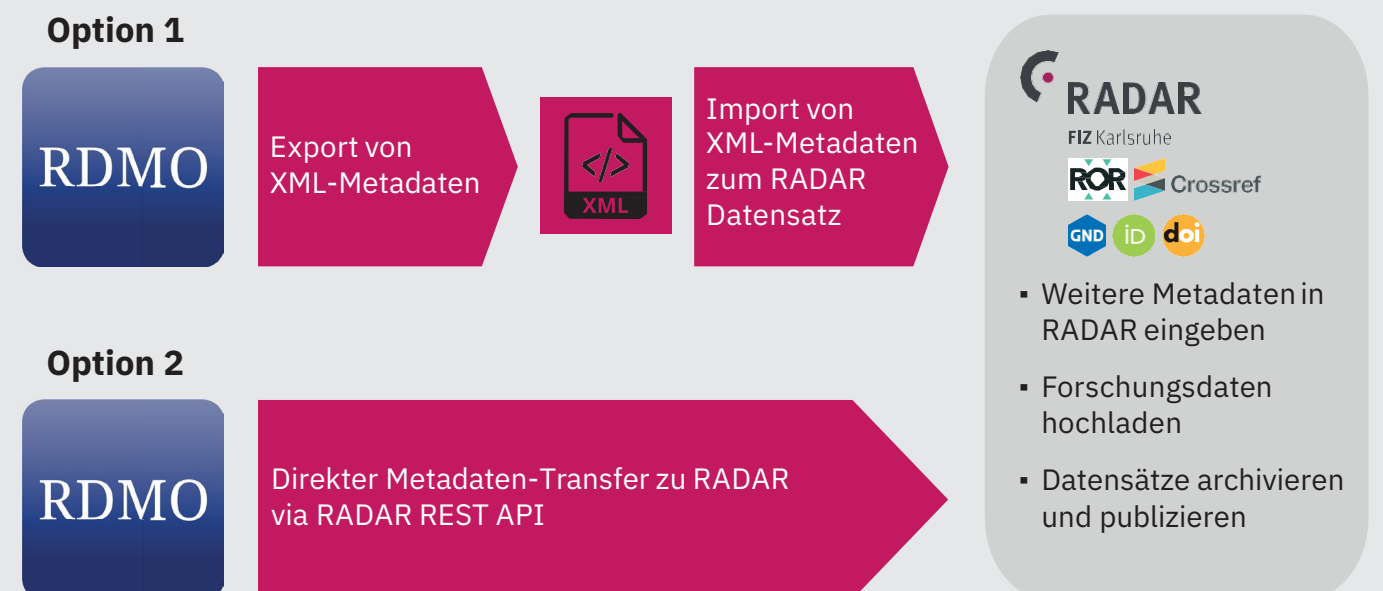 Option 1
RDMO
Export von
XML-Metadaten
</>
XML
Import von
XML-Metadaten
zum RADAR
Datensatz
Option 2
RDMO
Direkter Metadaten-Transfer zu RADAR
via RADAR REST API
RADAR
FIZ Karlsruhe
ROR Crossref
GND iD doi
▪ Weitere Metadaten in
RADAR eingeben
▪ Forschungsdaten
hochladen
▪ Datensätze archivieren
und publizieren